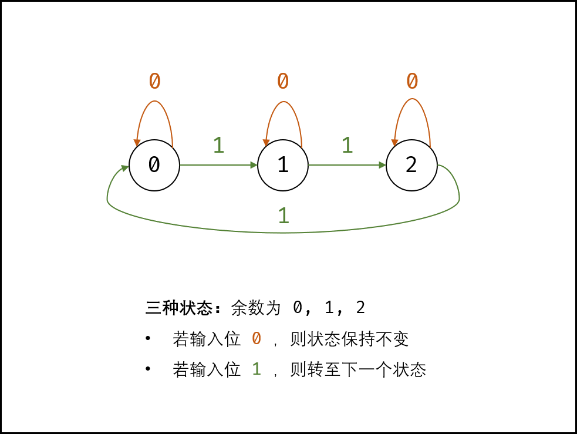 0 0 0
1 1
0 1 2
1
三种状态：余数为 0, 1, 2
• 若输入位 0 ，则状态保持不变
• 若输入位 1 ，则转至下一个状态